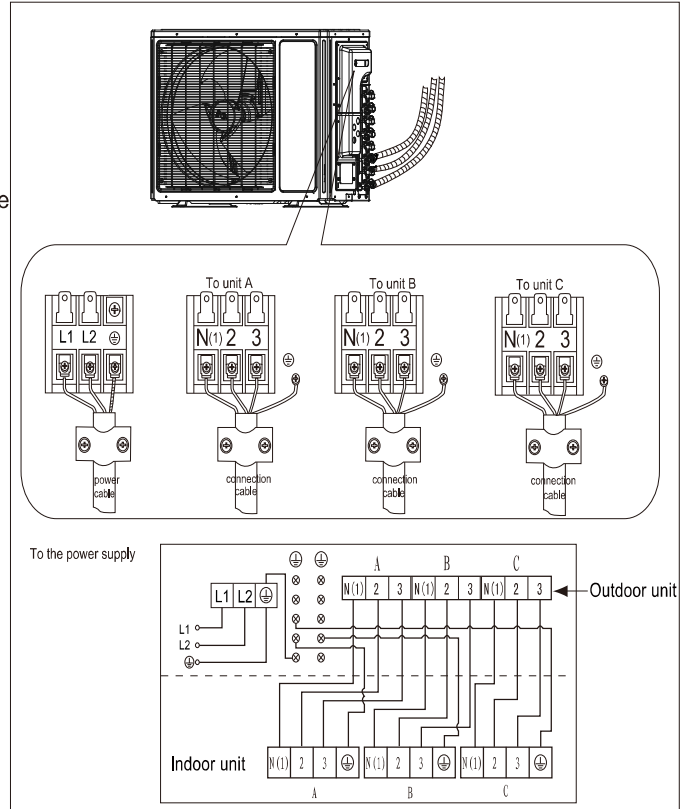 e
To unit A To unit B To unit C
L1 L2 ⏚ N(1) 2 3 ⏚ N(1) 2 3 ⏚ N(1) 2 3 ⏚
power connection connection connection
cable cable cable cable
To the power supply
⏚ ⏚ A B C
L1 L2 ⏚ N(1) 2 3 N(1) 2 3 N(1) 2 3 Outdoor unit
L1
L2
⏚
Indoor unit N(1) 2 3 ⏚ N(1) 2 3 ⏚ N(1) 2 3 ⏚
A B C